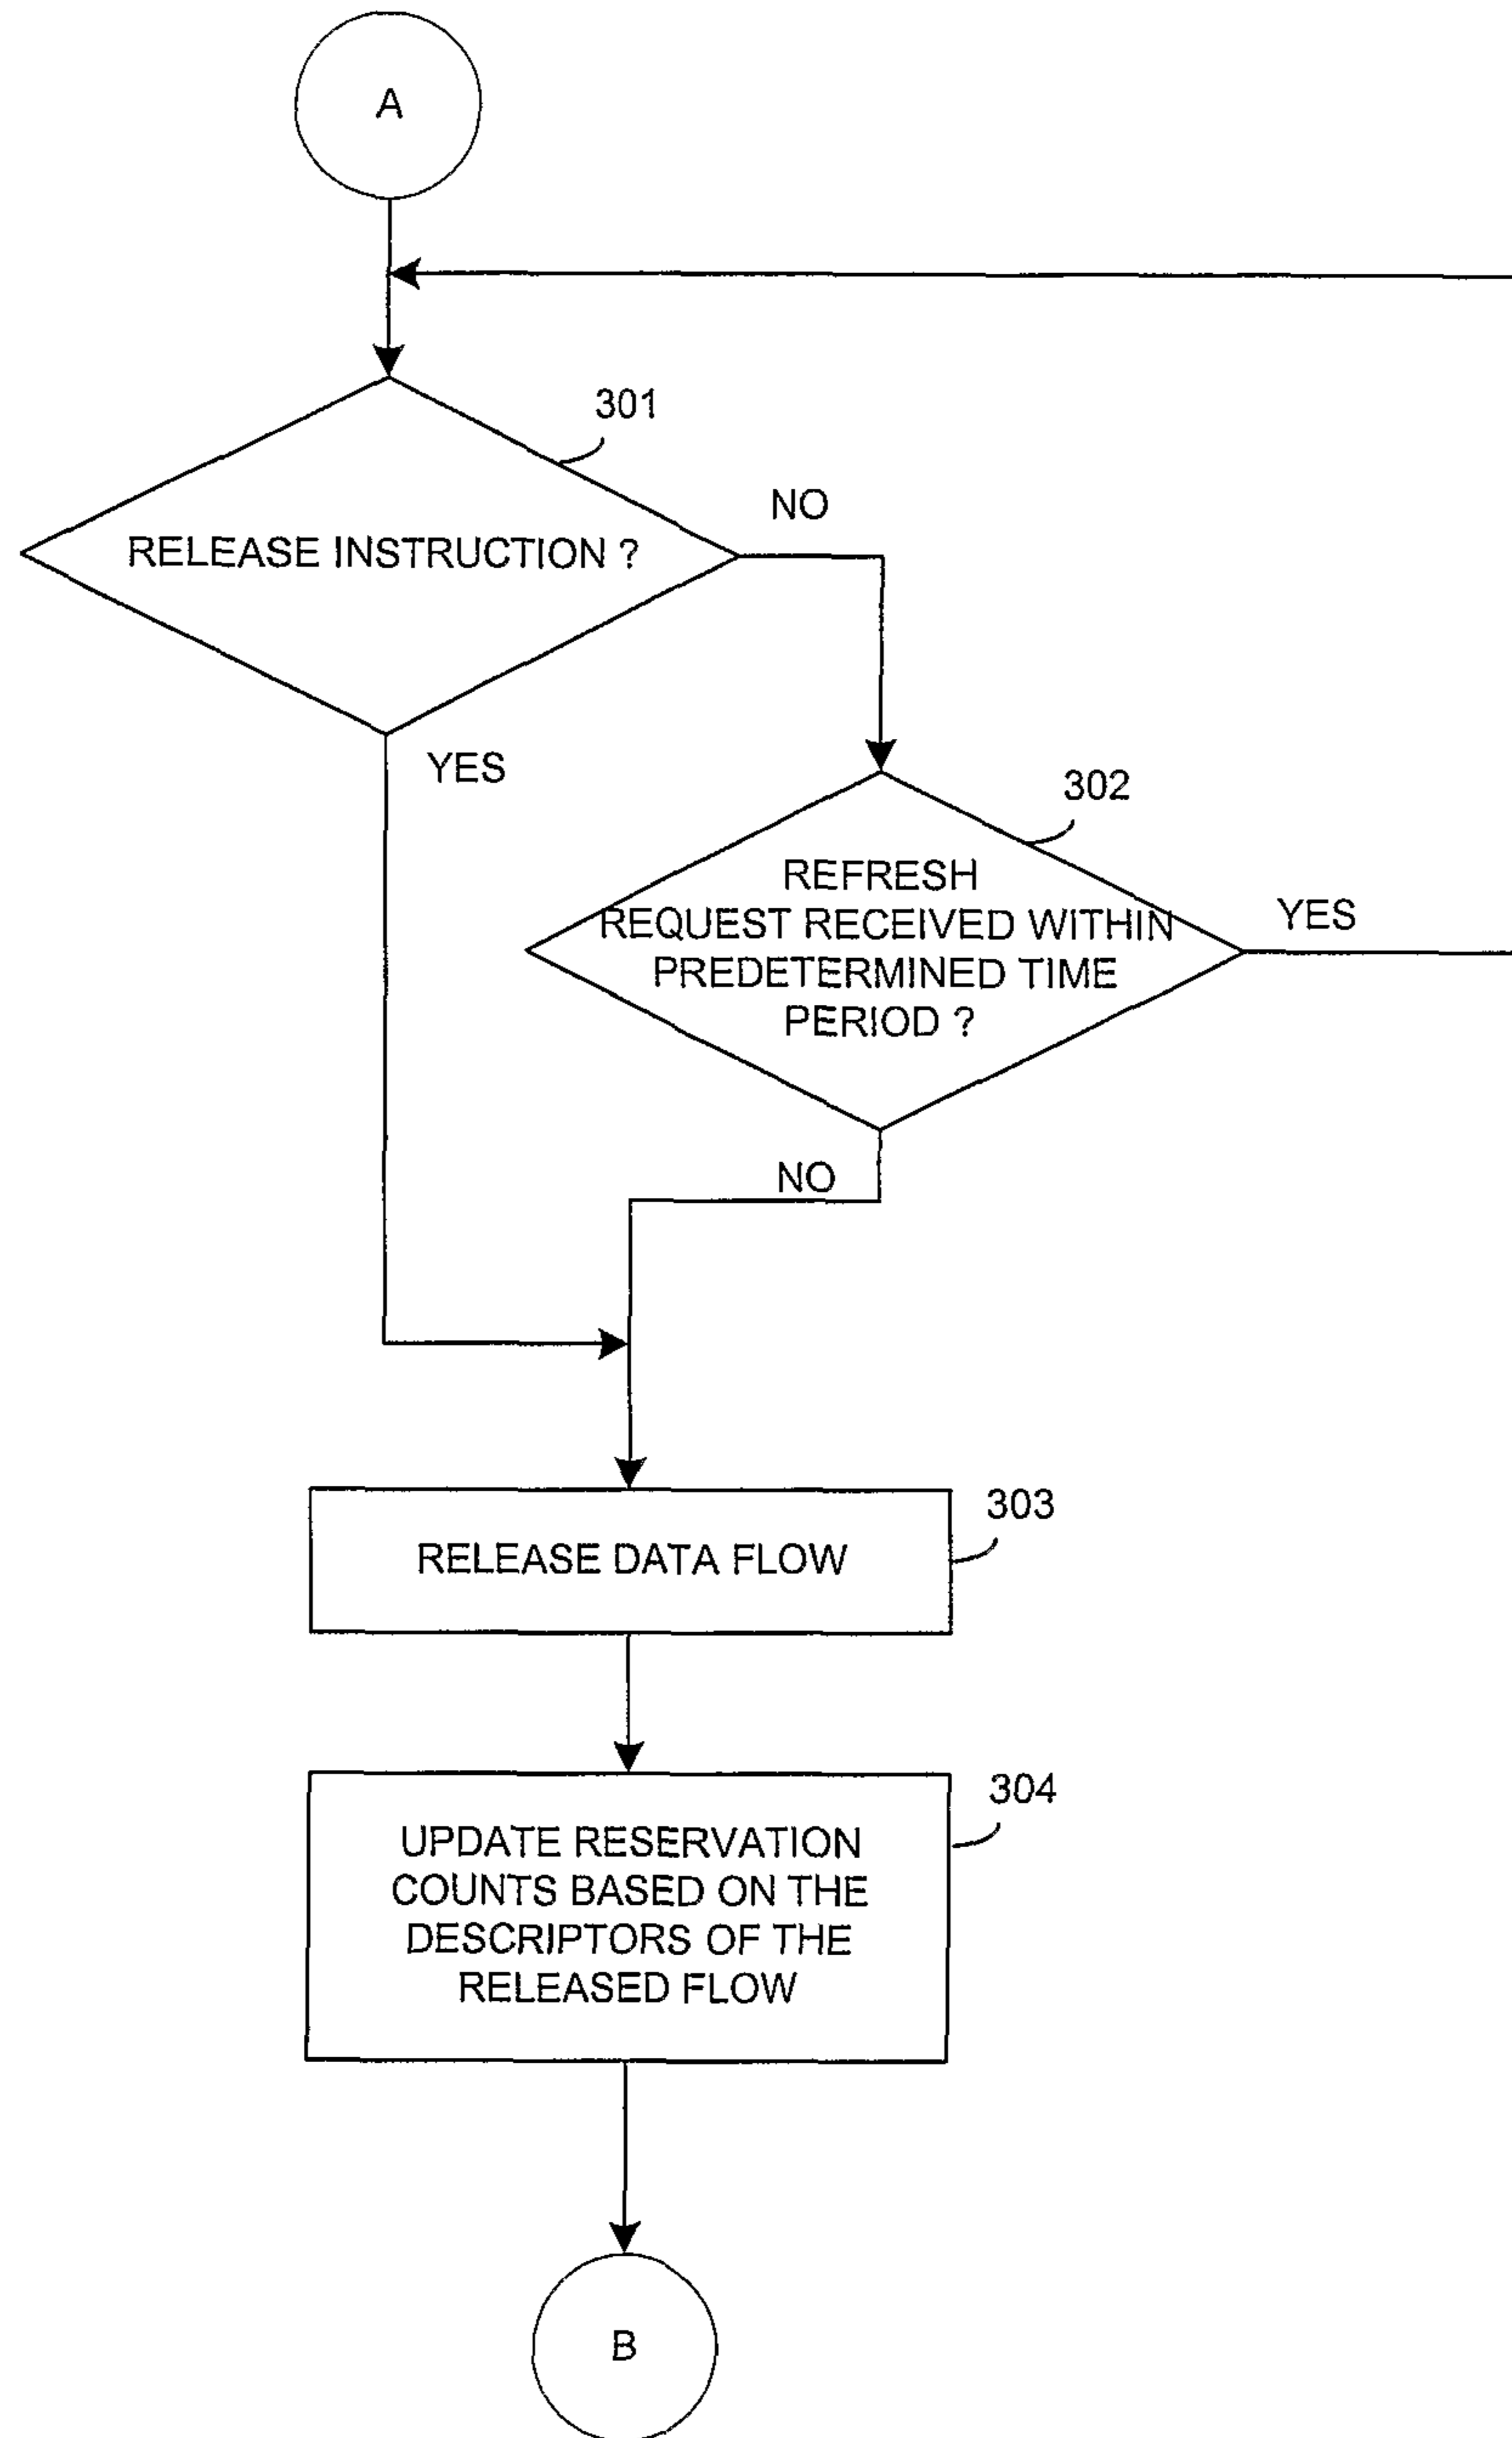 A
301
NO
RELEASE INSTRUCTION ?
YES
302
REFRESH
REQUEST RECEIVED WITHIN
PREDETERMINED TIME
PERIOD ?
YES
NO
303
RELEASE DATA FLOW
304
UPDATE RESERVATION
COUNTS BASED ON THE
DESCRIPTORS OF THE
RELEASED FLOW
B